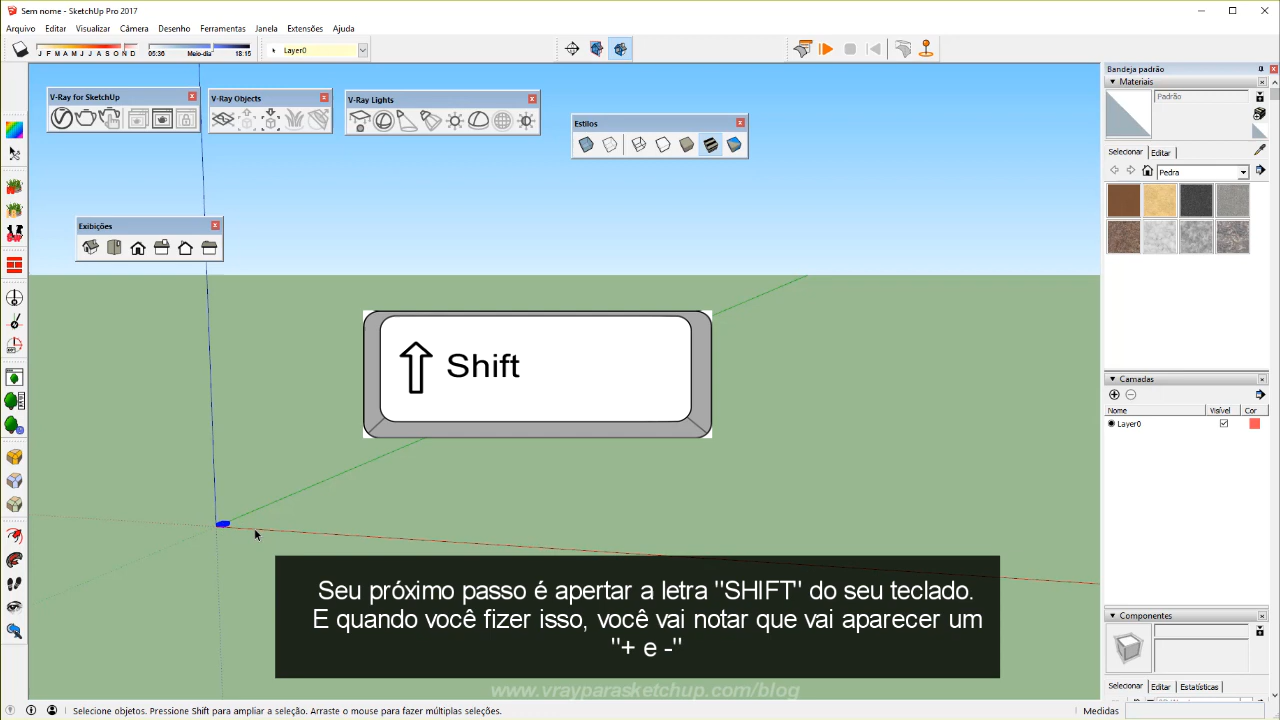 Sem nome - SketchUp Pro 2017
Arquivo Editar Visualizar Câmera Desenho Ferramentas Janela Extensões Ajuda
J F M A M J J A S O N D
05:36 Meio-dia 18:15
Layer0
Bandeja padrão
Materiais
Padrão
Selecionar Editar
Pedra
V-Ray for SketchUp
V-Ray Objects
V-Ray Lights
Estilos
Exibições
Shift
Camadas
Nome Visível Cor
Layer0
Seu próximo passo é apertar a letra "SHIFT" do seu teclado.
E quando você fizer isso, você vai notar que vai aparecer um
"+ e -"
www.vrayparasketchup.com/blog
Componentes
Selecionar Editar Estatísticas
Selecione objetos. Pressione Shift para ampliar a seleção. Arraste o mouse para fazer múltiplas seleções.
Medidas